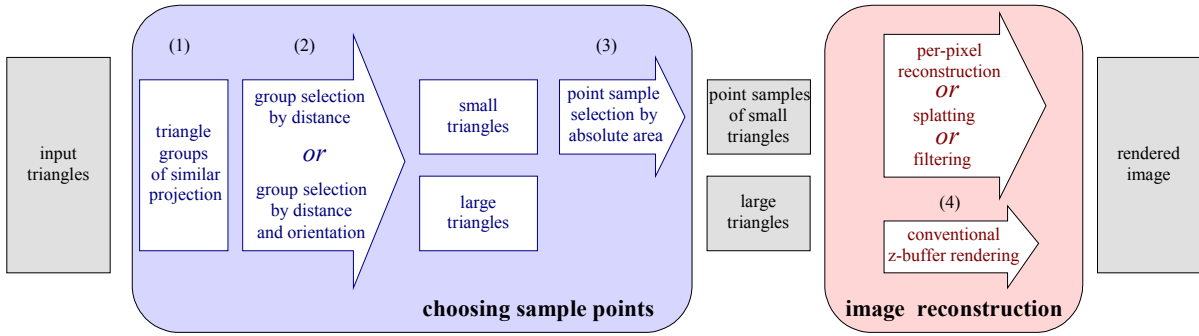 input
triangles
(1)
triangle
groups
of similar
projection
(2)
group selection
by distance
or
group selection
by distance
and orientation
small
triangles
large
triangles
(3)
point sample
selection by
absolute area
choosing sample points
point samples
of small
triangles
large
triangles
per-pixel
reconstruction
or
splatting
or
filtering
(4)
conventional
z-buffer rendering
image reconstruction
rendered
image